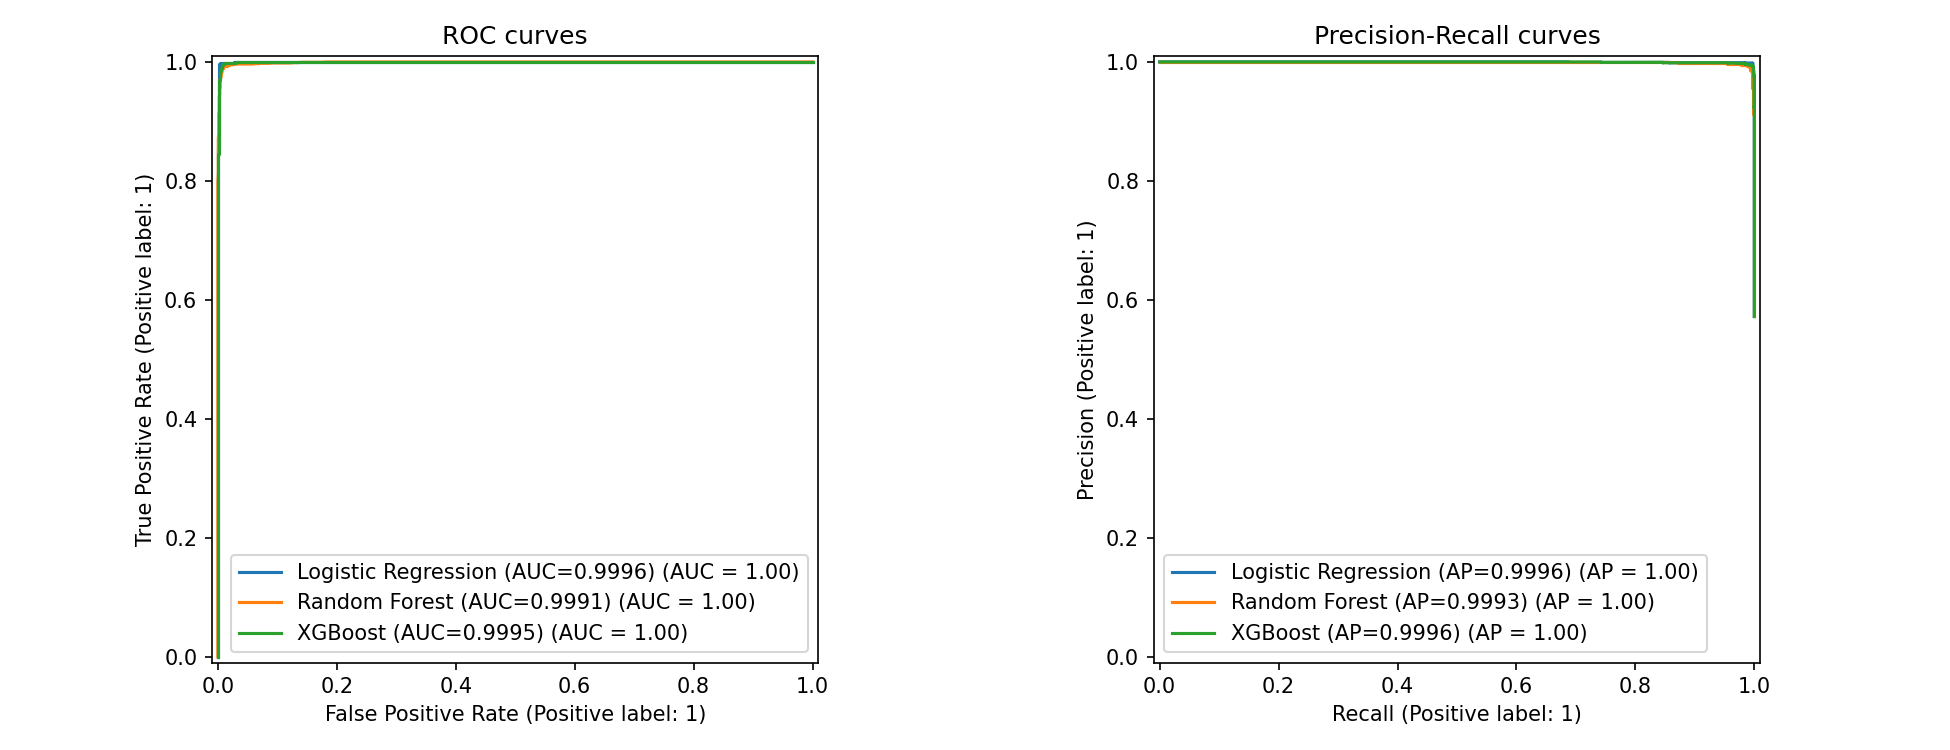 ROC curves
True Positive Rate (Positive label: 1)
1.0
0.8
0.6
0.4
0.2
0.0
Logistic Regression (AUC=0.9996) (AUC = 1.00)
Random Forest (AUC=0.9991) (AUC = 1.00)
XGBoost (AUC=0.9995) (AUC = 1.00)
0.0 0.2 0.4 0.6 0.8 1.0
False Positive Rate (Positive label: 1)
Precision-Recall curves
Precision (Positive label: 1)
1.0
0.8
0.6
0.4
0.2
0.0
Logistic Regression (AP=0.9996) (AP = 1.00)
Random Forest (AP=0.9993) (AP = 1.00)
XGBoost (AP=0.9996) (AP = 1.00)
0.0 0.2 0.4 0.6 0.8 1.0
Recall (Positive label: 1)